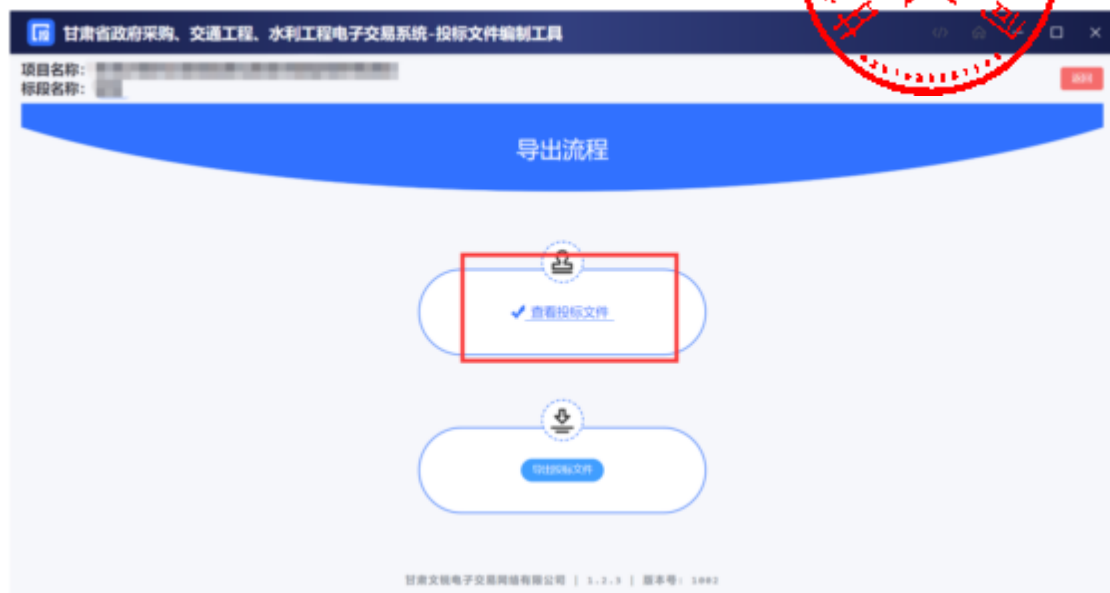 甘肃省政府采购、交通工程、水利工程电子交易系统-投标文件编制工具
项目名称：
标段名称：
返回
导出流程
查看投标文件
导出投标文件
甘肃文锐电子交易网络有限公司 | 1.2.3 | 版本号: 1002